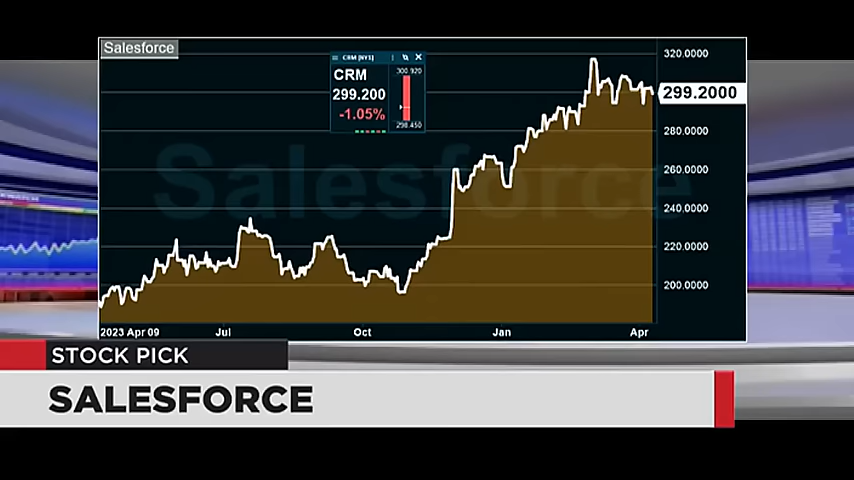 Salesforce
CRM [NYS]
CRM
299.200
-1.05%
300.920
298.450
Salesforce
320.0000
299.2000
280.0000
260.0000
240.0000
220.0000
200.0000
2023 Apr 09 Jul Oct Jan Apr
STOCK PICK
SALESFORCE